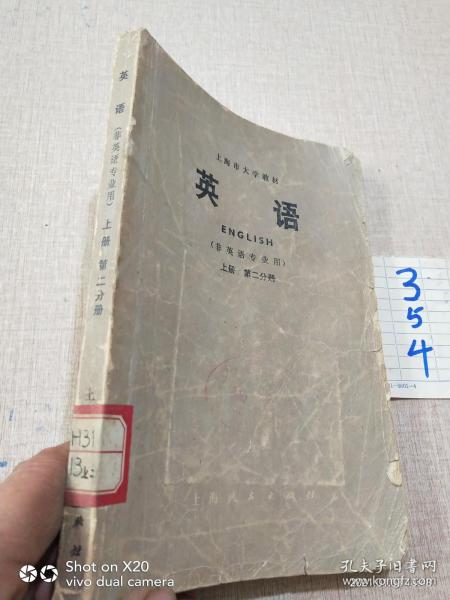 英语（非英语专业用）上册 第二分册
上海市大学教材
英 语
ENGLISH
(非英语专业用)
上册 第二分册
上海人民出版社
H31
354
Shot on X20
vivo dual camera
孔夫子旧书网